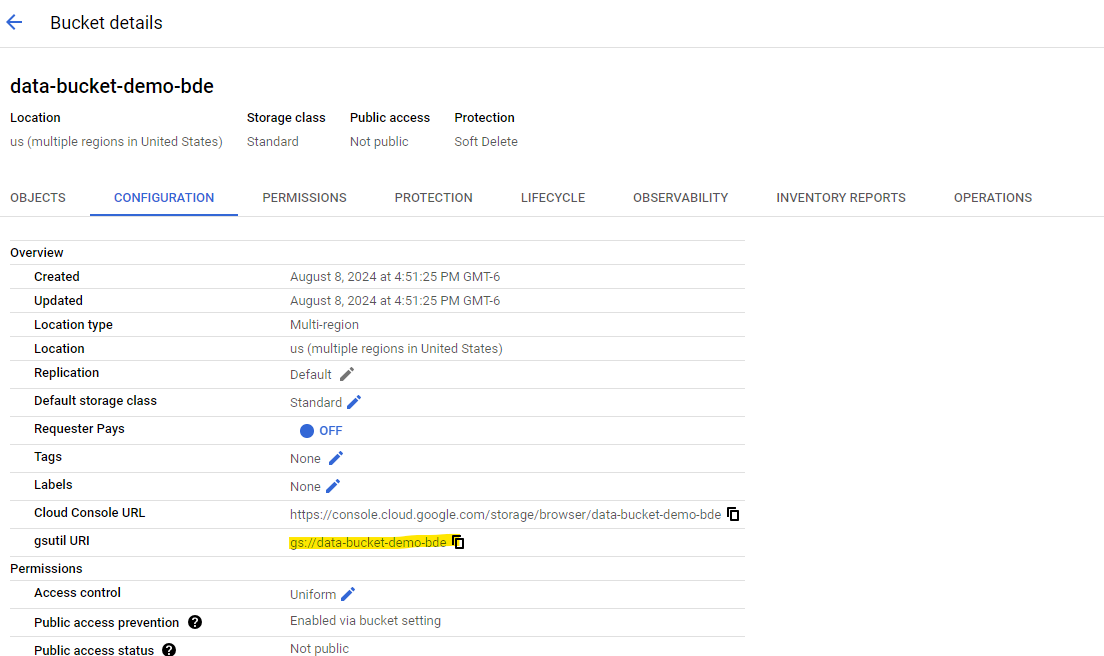 Bucket details
data-bucket-demo-bde
Location Storage class Public access Protection
us (multiple regions in United States) Standard Not public Soft Delete
OBJECTS CONFIGURATION PERMISSIONS PROTECTION LIFECYCLE OBSERVABILITY INVENTORY REPORTS OPERATIONS
Overview
Created August 8, 2024 at 4:51:25 PM GMT-6
Updated August 8, 2024 at 4:51:25 PM GMT-6
Location type Multi-region
Location us (multiple regions in United States)
Replication Default
Default storage class Standard
Requester Pays OFF
Tags None
Labels None
Cloud Console URL https://console.cloud.google.com/storage/browser/data-bucket-demo-bde
gsutil URI gs://data-bucket-demo-bde
Permissions
Access control Uniform
Public access prevention ? Enabled via bucket setting
Public access status ? Not public